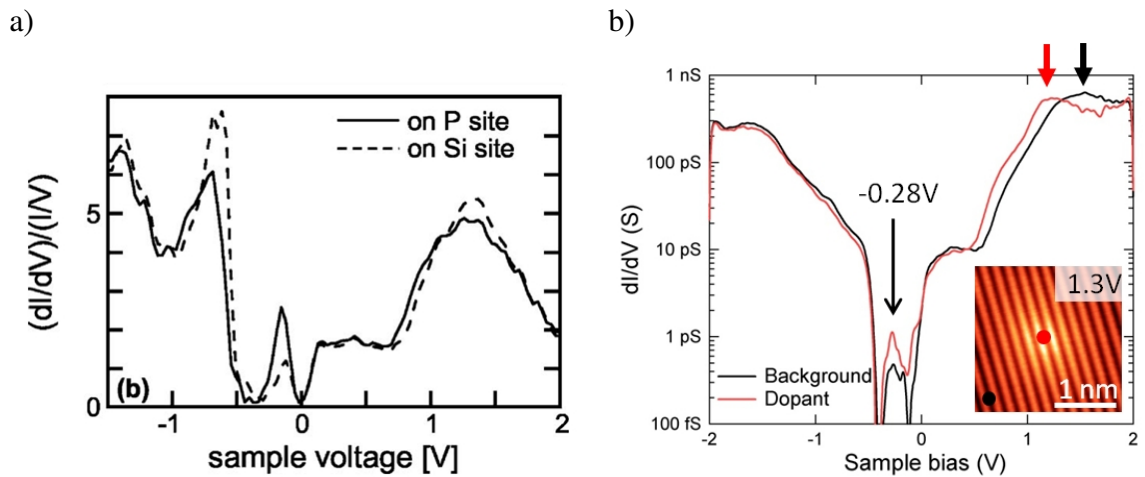 a)
(dI/dV)/(I/V)
5
0
on P site
on Si site
(b)
-1
0
1
2
sample voltage [V]
b)
1 nS
100 pS
10 pS
1 pS
100 fS
dI/dV (S)
-0.28V
Background
Dopant
1.3V
1 nm
-2
-1
0
1
2
Sample bias (V)